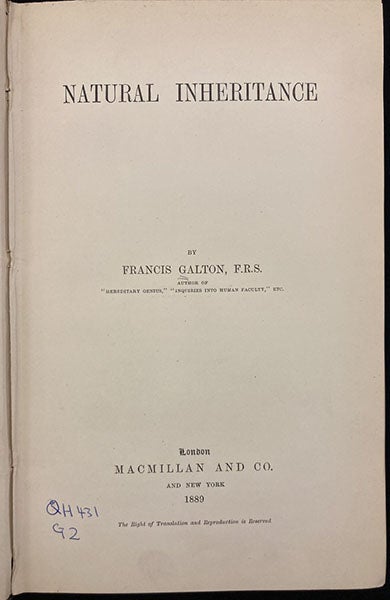 NATURAL INHERITANCE
BY
FRANCIS GALTON, F.R.S.
AUTHOR OF
"HEREDITARY GENIUS," "INQUIRIES INTO HUMAN FACULTY," ETC.
London
MACMILLAN AND CO.
AND NEW YORK
1889
The Right of Translation and Reproduction is Reserved
QH431
G2